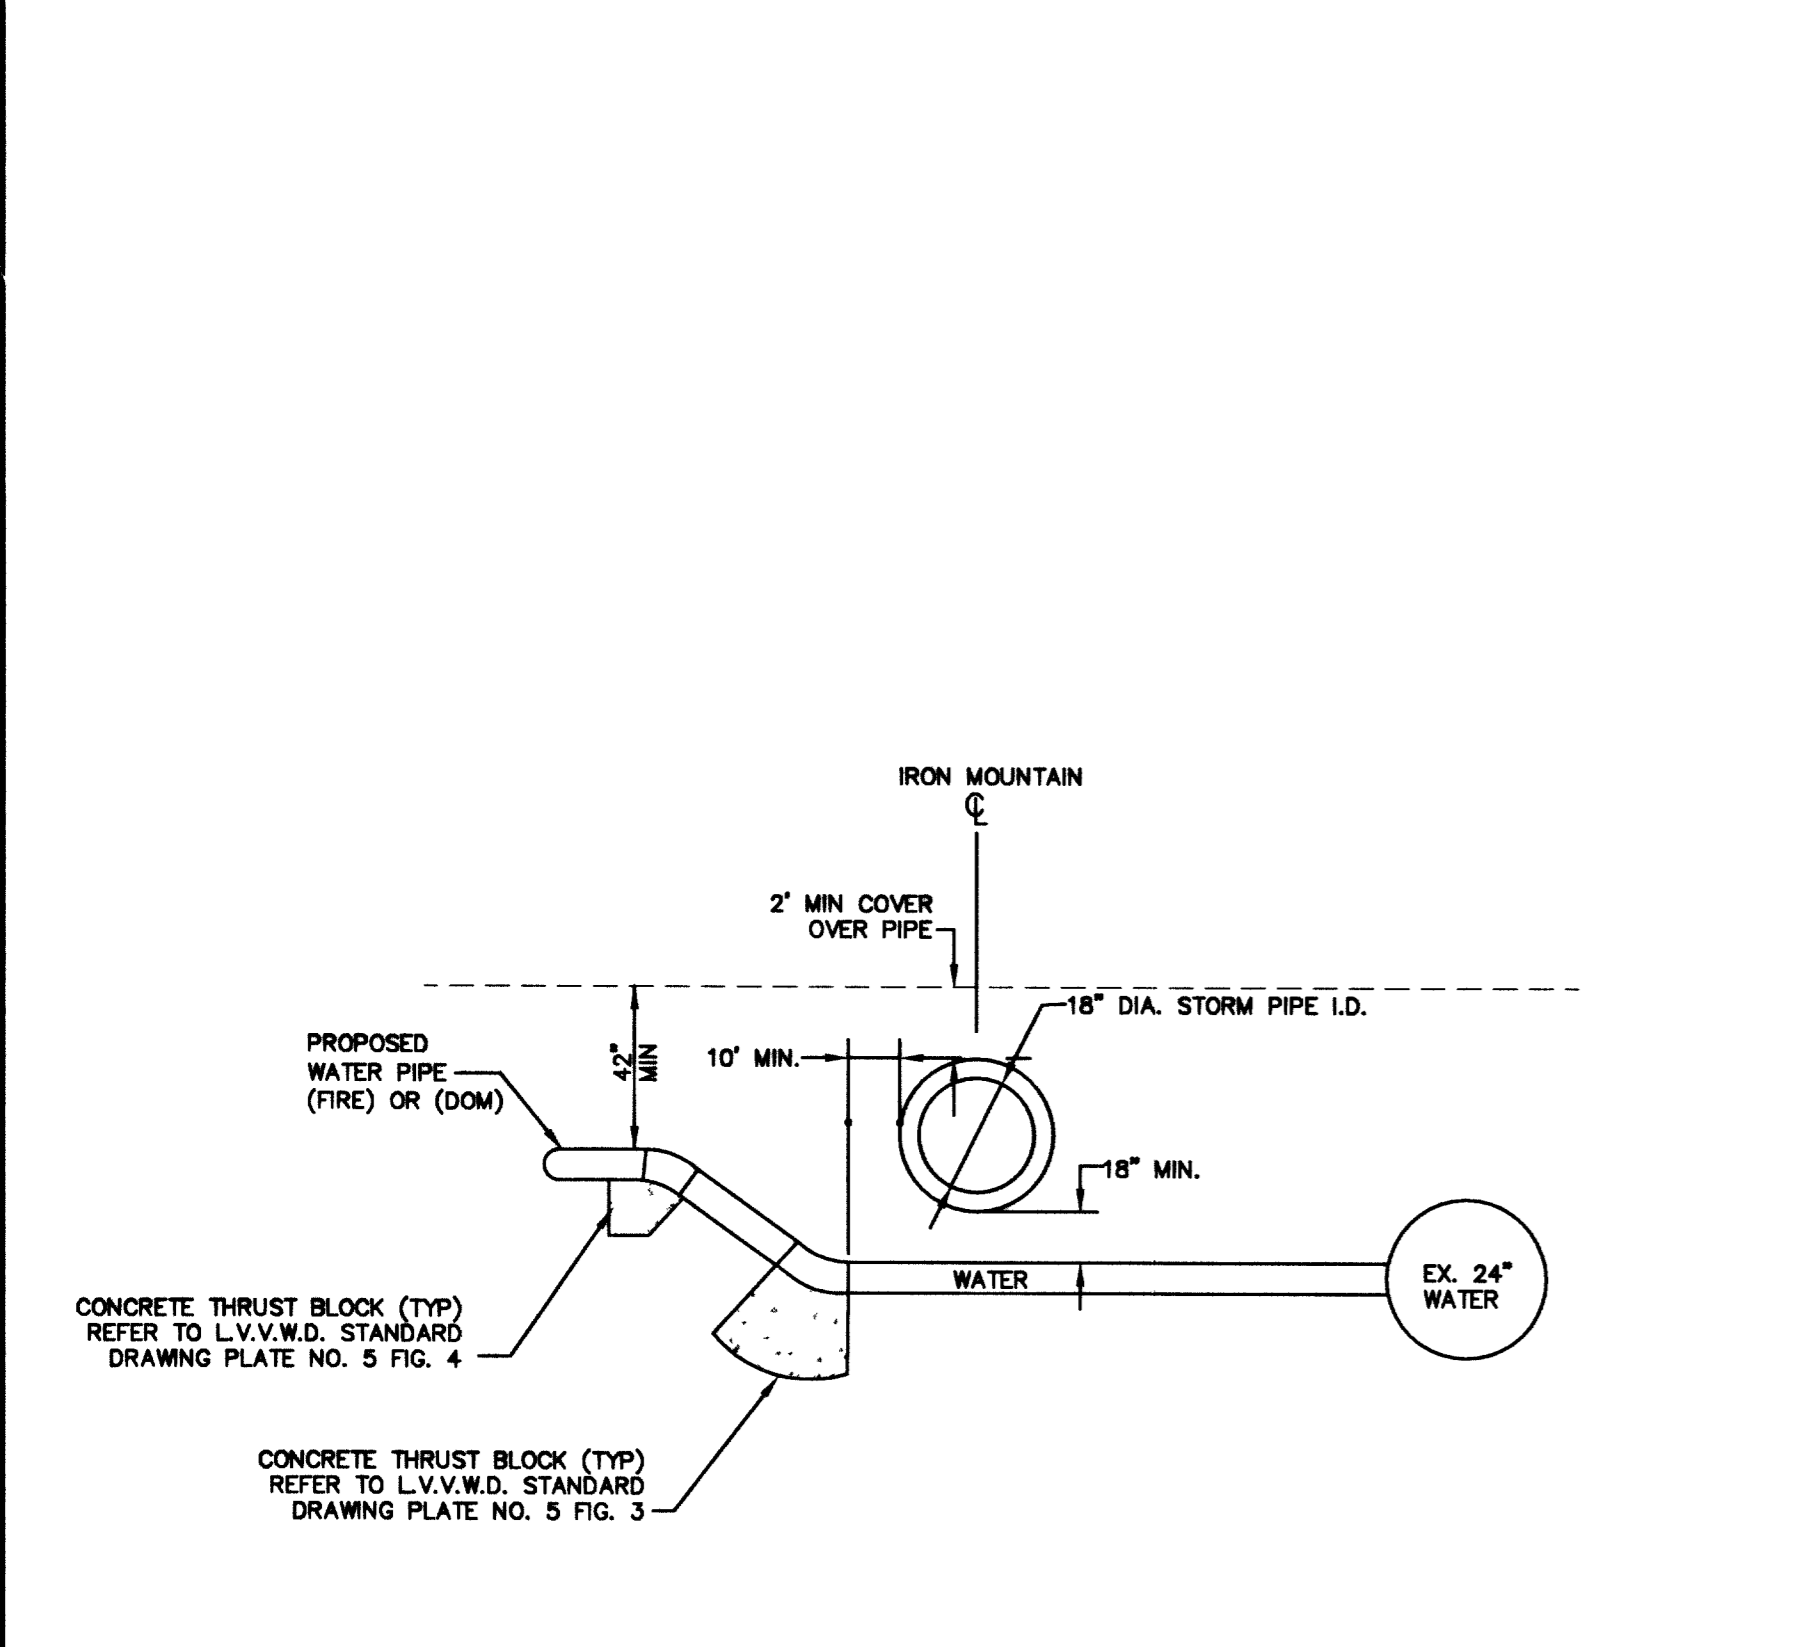 IRON MOUNTAIN
℄
2' MIN COVER
OVER PIPE
18" DIA. STORM PIPE I.D.
PROPOSED
WATER PIPE
(FIRE) OR (DOM)
42"
MIN
10' MIN.
18" MIN.
WATER
EX. 24"
WATER
CONCRETE THRUST BLOCK (TYP)
REFER TO L.V.V.W.D. STANDARD
DRAWING PLATE NO. 5 FIG. 4
CONCRETE THRUST BLOCK (TYP)
REFER TO L.V.V.W.D. STANDARD
DRAWING PLATE NO. 5 FIG. 3